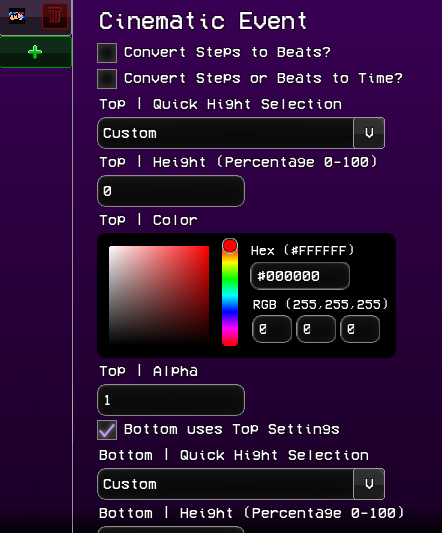 Cinematic Event
Convert Steps to Beats?
Convert Steps or Beats to Time?
Top | Quick Hight Selection
Custom
V
Top | Height (Percentage 0-100)
0
Top | Color
Hex (#FFFFFF)
#000000
RGB (255,255,255)
0 0 0
Top | Alpha
1
Bottom uses Top Settings
Bottom | Quick Hight Selection
Custom
V
Bottom | Height (Percentage 0-100)